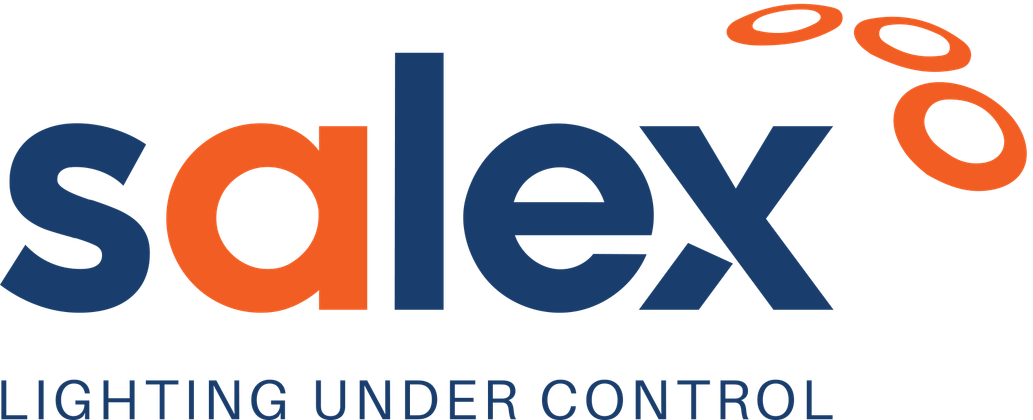 salex
LIGHTING UNDER CONTROL